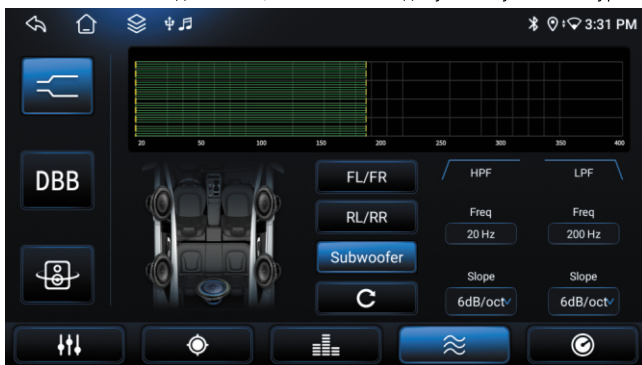 3:31 PM
20 50 100 150 200 250 300 350 400
DBB
FL/FR
RL/RR
Subwoofer
HPF
LPF
Freq
Freq
20 Hz
200 Hz
Slope
Slope
6dB/oct
6dB/oct